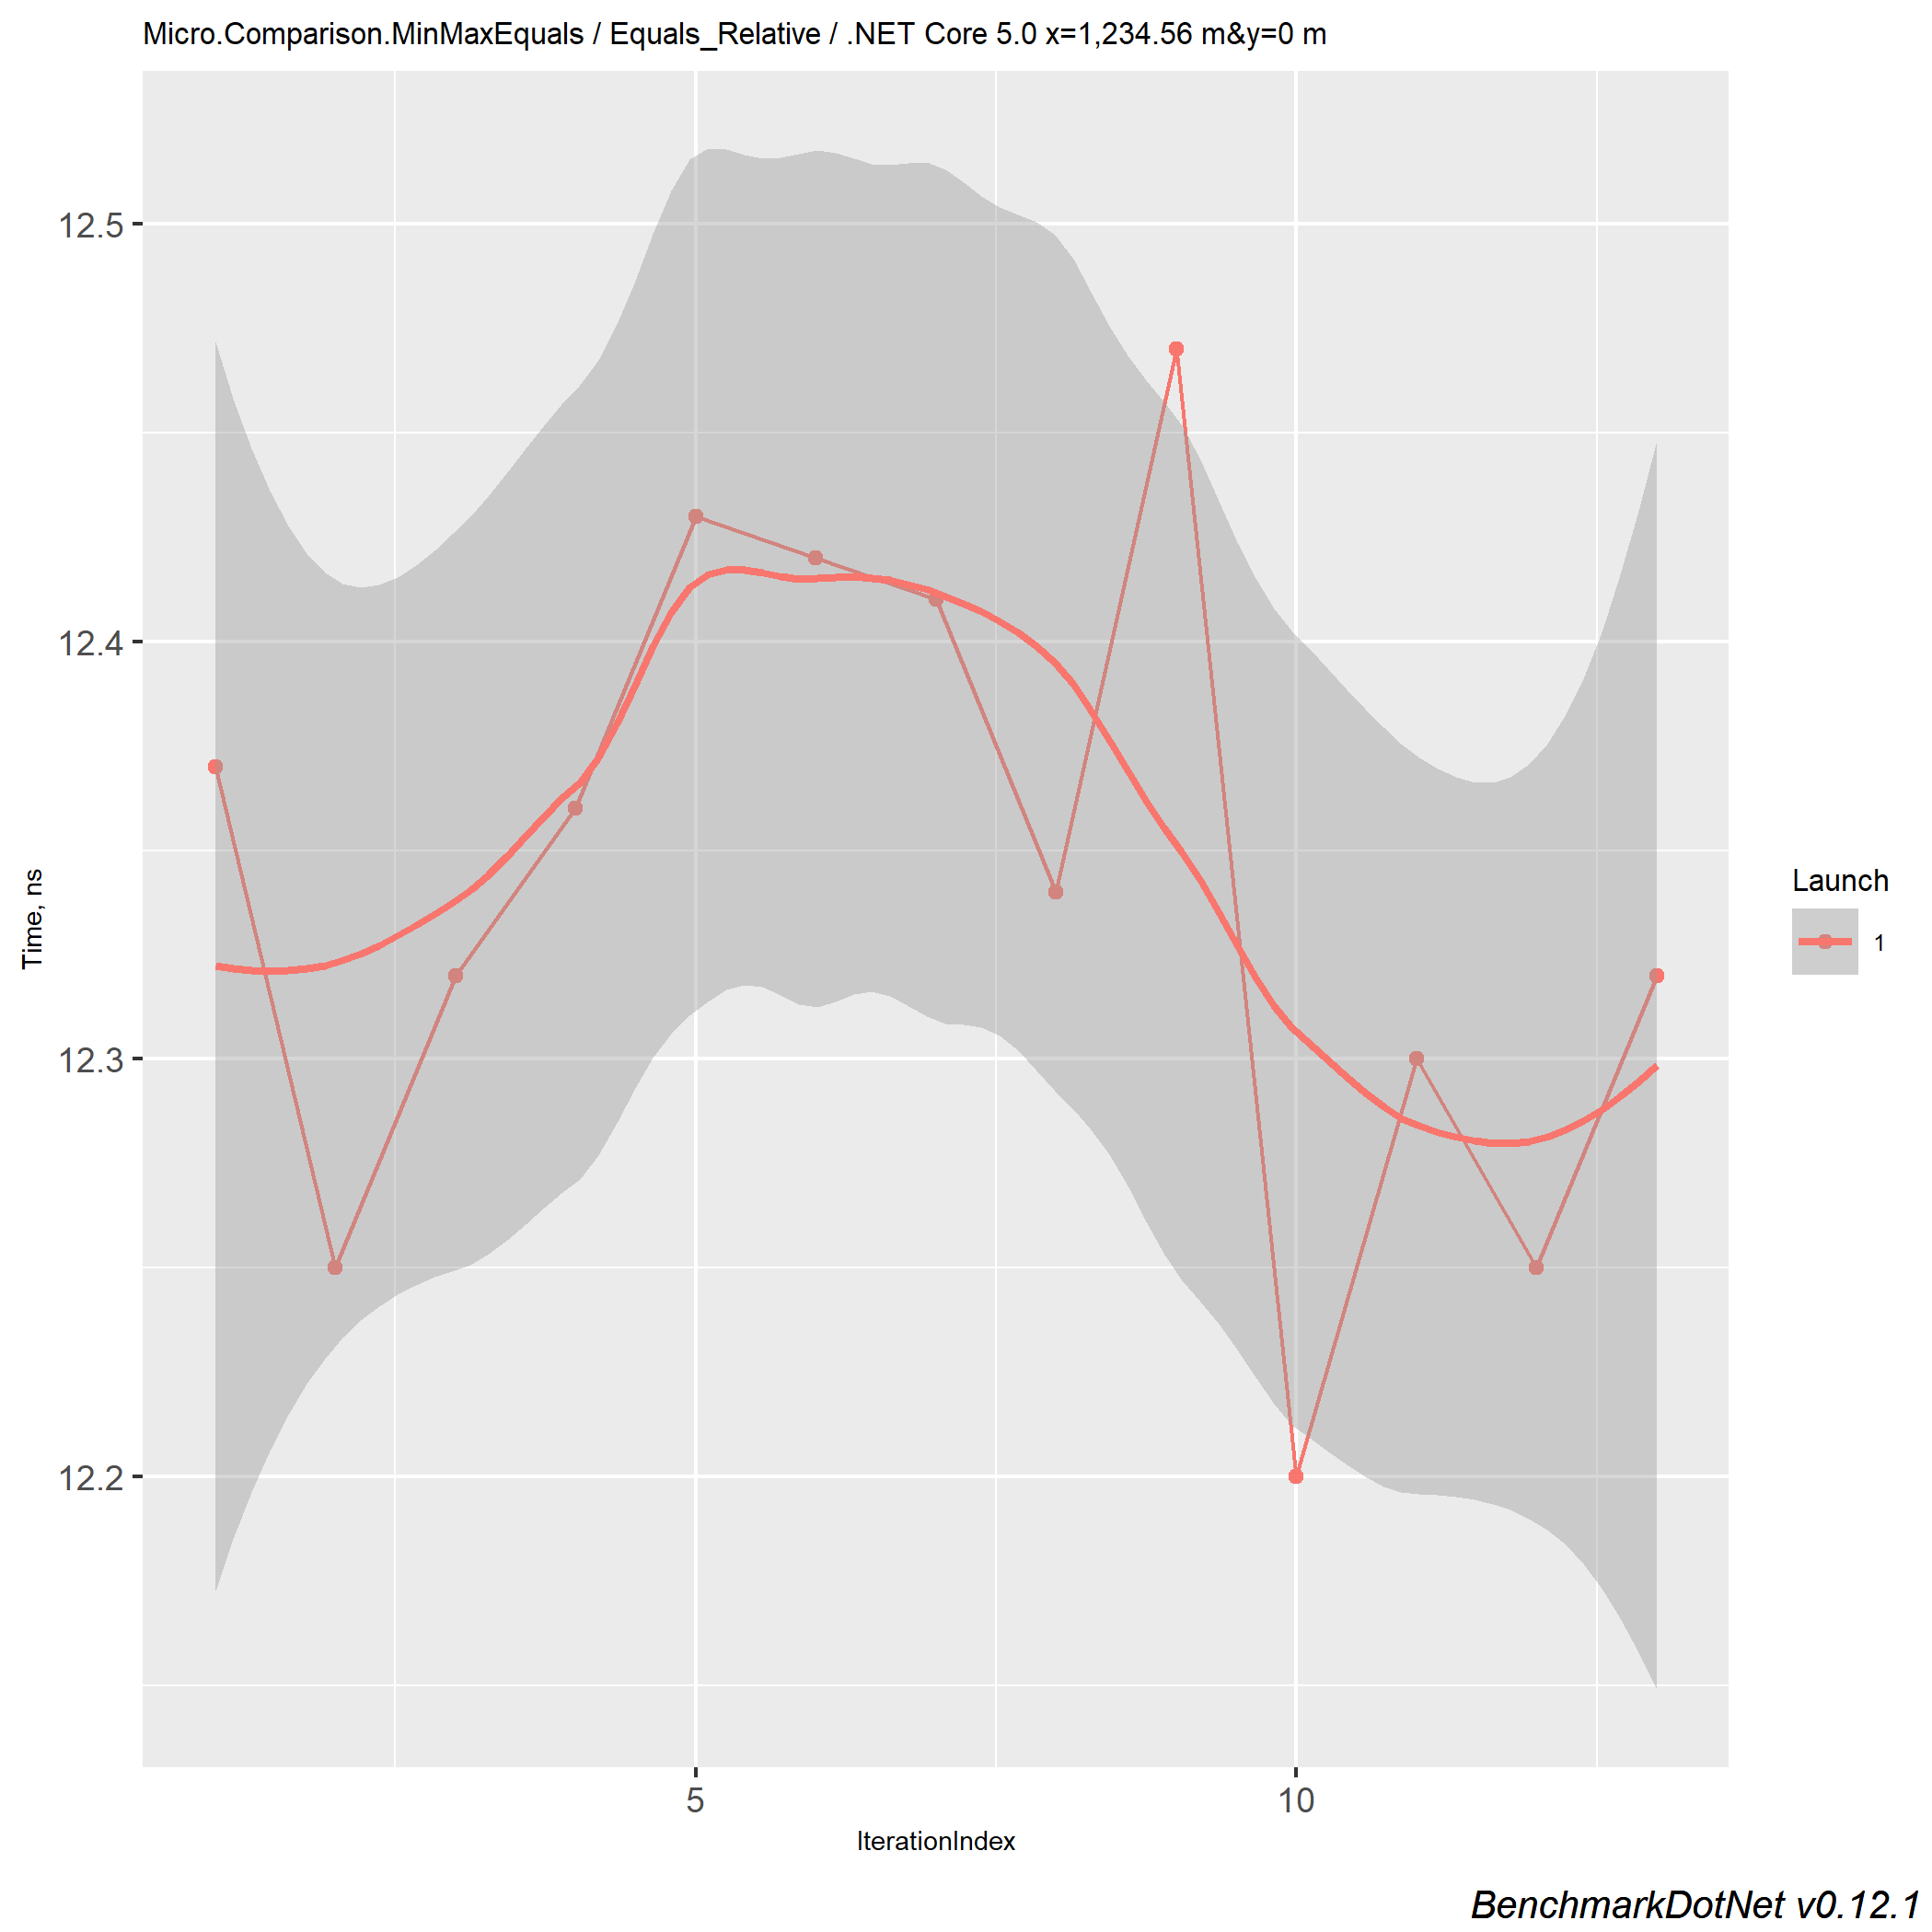 Micro.Comparison.MinMaxEquals / Equals_Relative / .NET Core 5.0 x=1,234.56 m&y=0 m
12.5
12.4
12.3
12.2
Time, ns
5
10
IterationIndex
Launch
1
BenchmarkDotNet v0.12.1